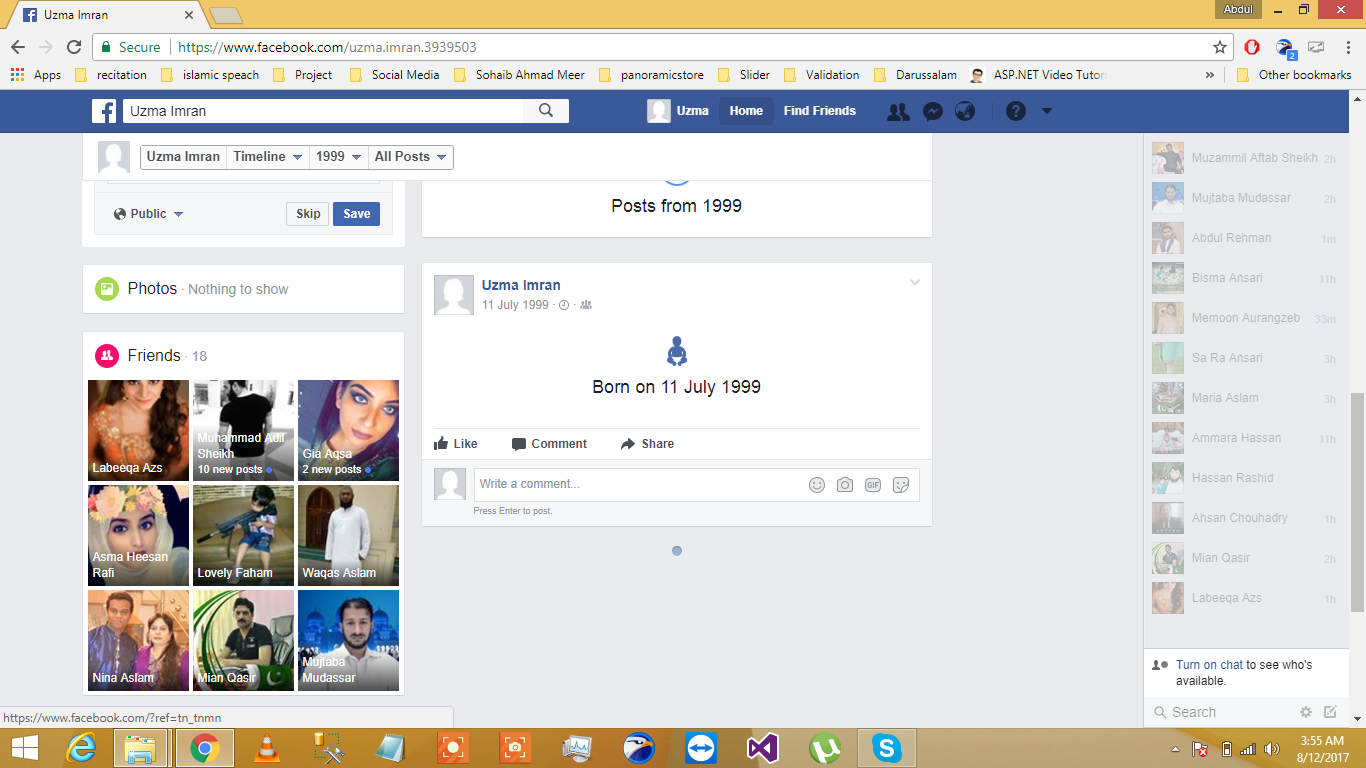 Uzma Imran
Abdul
Secure
https://www.facebook.com/uzma.imran.3939503
Apps
recitation
islamic speach
Project
Social Media
Sohaib Ahmad Meer
panoramicstore
Slider
Validation
Darussalam
ASP.NET Video Tutor
»
Other bookmarks
Uzma Imran
Uzma
Home
Find Friends
Uzma Imran
Timeline
1999
All Posts
Public
Skip
Save
Posts from 1999
Photos · Nothing to show
Friends · 18
Labeeqa Azs
Muhammad Adil
Sheikh
10 new posts
Gia Aqsa
2 new posts
Asma Heesan
Rafi
Lovely Faham
Waqas Aslam
Nina Aslam
Mian Qasir
Mujtaba
Mudassar
Uzma Imran
11 July 1999 ·
Born on 11 July 1999
Like
Comment
Share
Write a comment...
GIF
Press Enter to post.
Muzammil Aftab Sheikh 2h
Mujtaba Mudassar 2h
Abdul Rehman 1m
Bisma Ansari 11h
Memoon Aurangzeb 33m
Sa Ra Ansari 3h
Maria Aslam 3h
Ammara Hassan 11h
Hassan Rashid
Ahsan Chouhadry 1h
Mian Qasir 2h
Labeeqa Azs 1h
Turn on chat to see who's
available.
Search
https://www.facebook.com/?ref=tn_tnmn
2
3:55 AM
8/12/2017